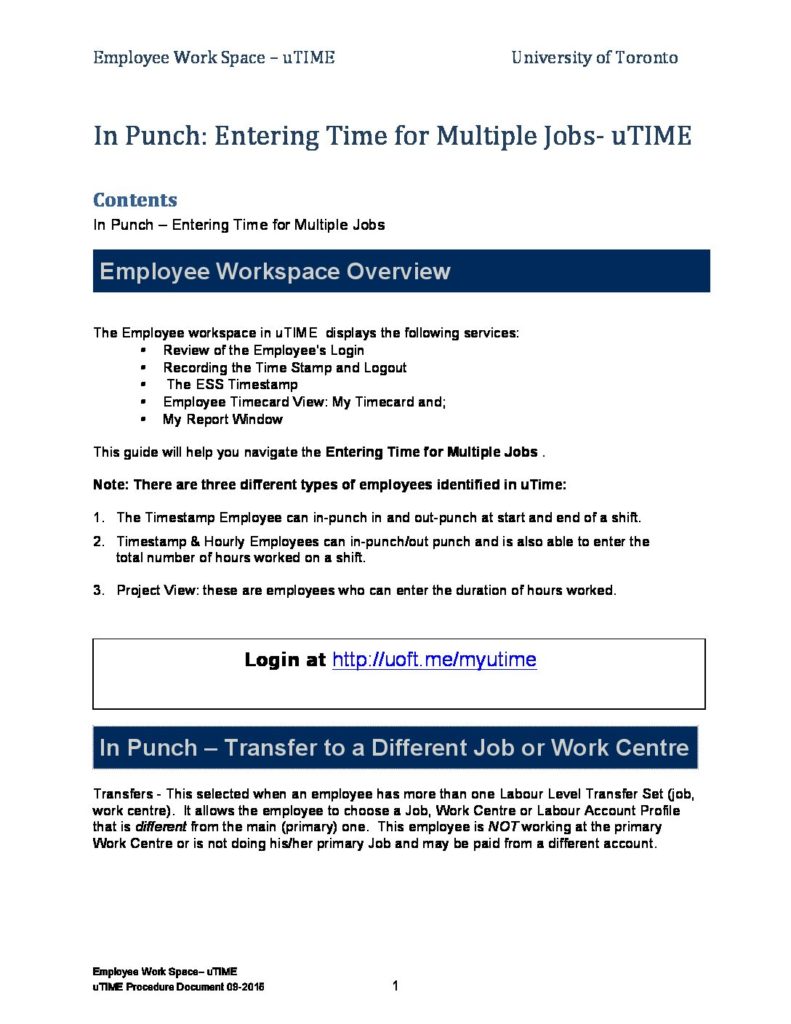 Employee Work Space – uTIME University of Toronto
In Punch: Entering Time for Multiple Jobs- uTIME
Contents
In Punch – Entering Time for Multiple Jobs
Employee Workspace Overview
The Employee workspace in uTIME displays the following services:
▪ Review of the Employee's Login
▪ Recording the Time Stamp and Logout
▪ The ESS Timestamp
▪ Employee Timecard View: My Timecard and;
▪ My Report Window
This guide will help you navigate the Entering Time for Multiple Jobs .
Note: There are three different types of employees identified in uTime:
1. The Timestamp Employee can in-punch in and out-punch at start and end of a shift.
2. Timestamp & Hourly Employees can in-punch/out punch and is also able to enter the
total number of hours worked on a shift.
3. Project View: these are employees who can enter the duration of hours worked.
Login at http://uoft.me/myutime
In Punch – Transfer to a Different Job or Work Centre
Transfers - This selected when an employee has more than one Labour Level Transfer Set (job,
work centre). It allows the employee to choose a Job, Work Centre or Labour Account Profile
that is different from the main (primary) one. This employee is NOT working at the primary
Work Centre or is not doing his/her primary Job and may be paid from a different account.
Employee Work Space– uTIME
uTIME Procedure Document 09-2015 1